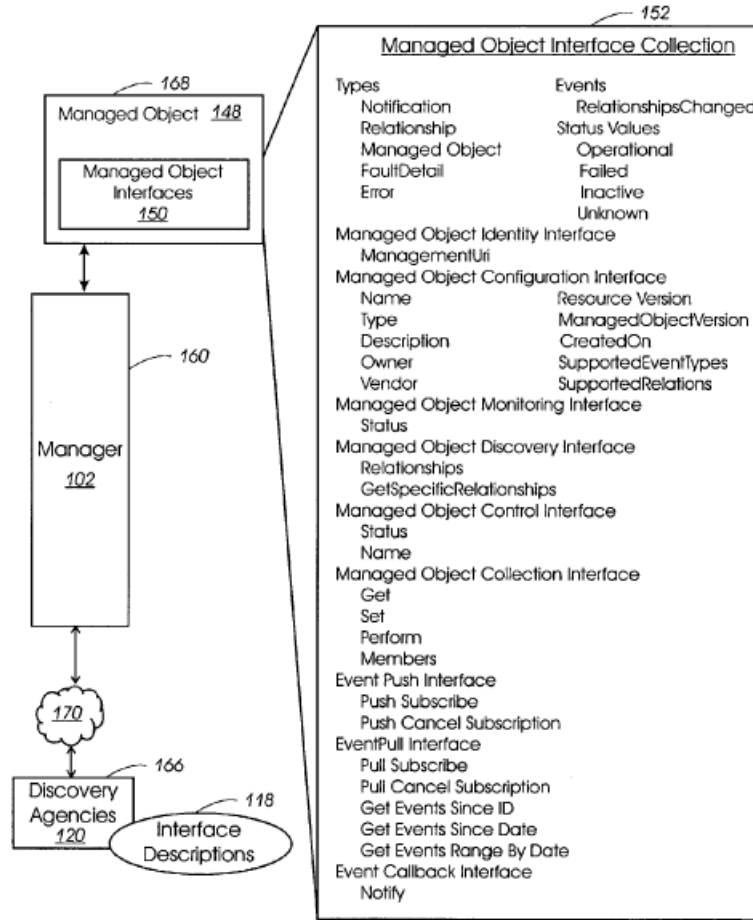 168
Managed Object 148
Managed Object
Interfaces
150
160
Manager
102
170
166
Discovery
Agencies
120
118
Interface
Descriptions
152
Managed Object Interface Collection
Types
Notification
Relationship
Managed Object
FaultDetail
Error
Events
RelationshipsChanged
Status Values
Operational
Failed
Inactive
Unknown
Managed Object Identity Interface
ManagementUri
Managed Object Configuration Interface
Name
Type
Description
Owner
Vendor
Resource Version
ManagedObjectVersion
CreatedOn
SupportedEventTypes
SupportedRelations
Managed Object Monitoring Interface
Status
Managed Object Discovery Interface
Relationships
GetSpecificRelationships
Managed Object Control Interface
Status
Name
Managed Object Collection Interface
Get
Set
Perform
Members
Event Push Interface
Push Subscribe
Push Cancel Subscription
EventPull Interface
Pull Subscribe
Pull Cancel Subscription
Get Events Since ID
Get Events Since Date
Get Events Range By Date
Event Callback Interface
Notify